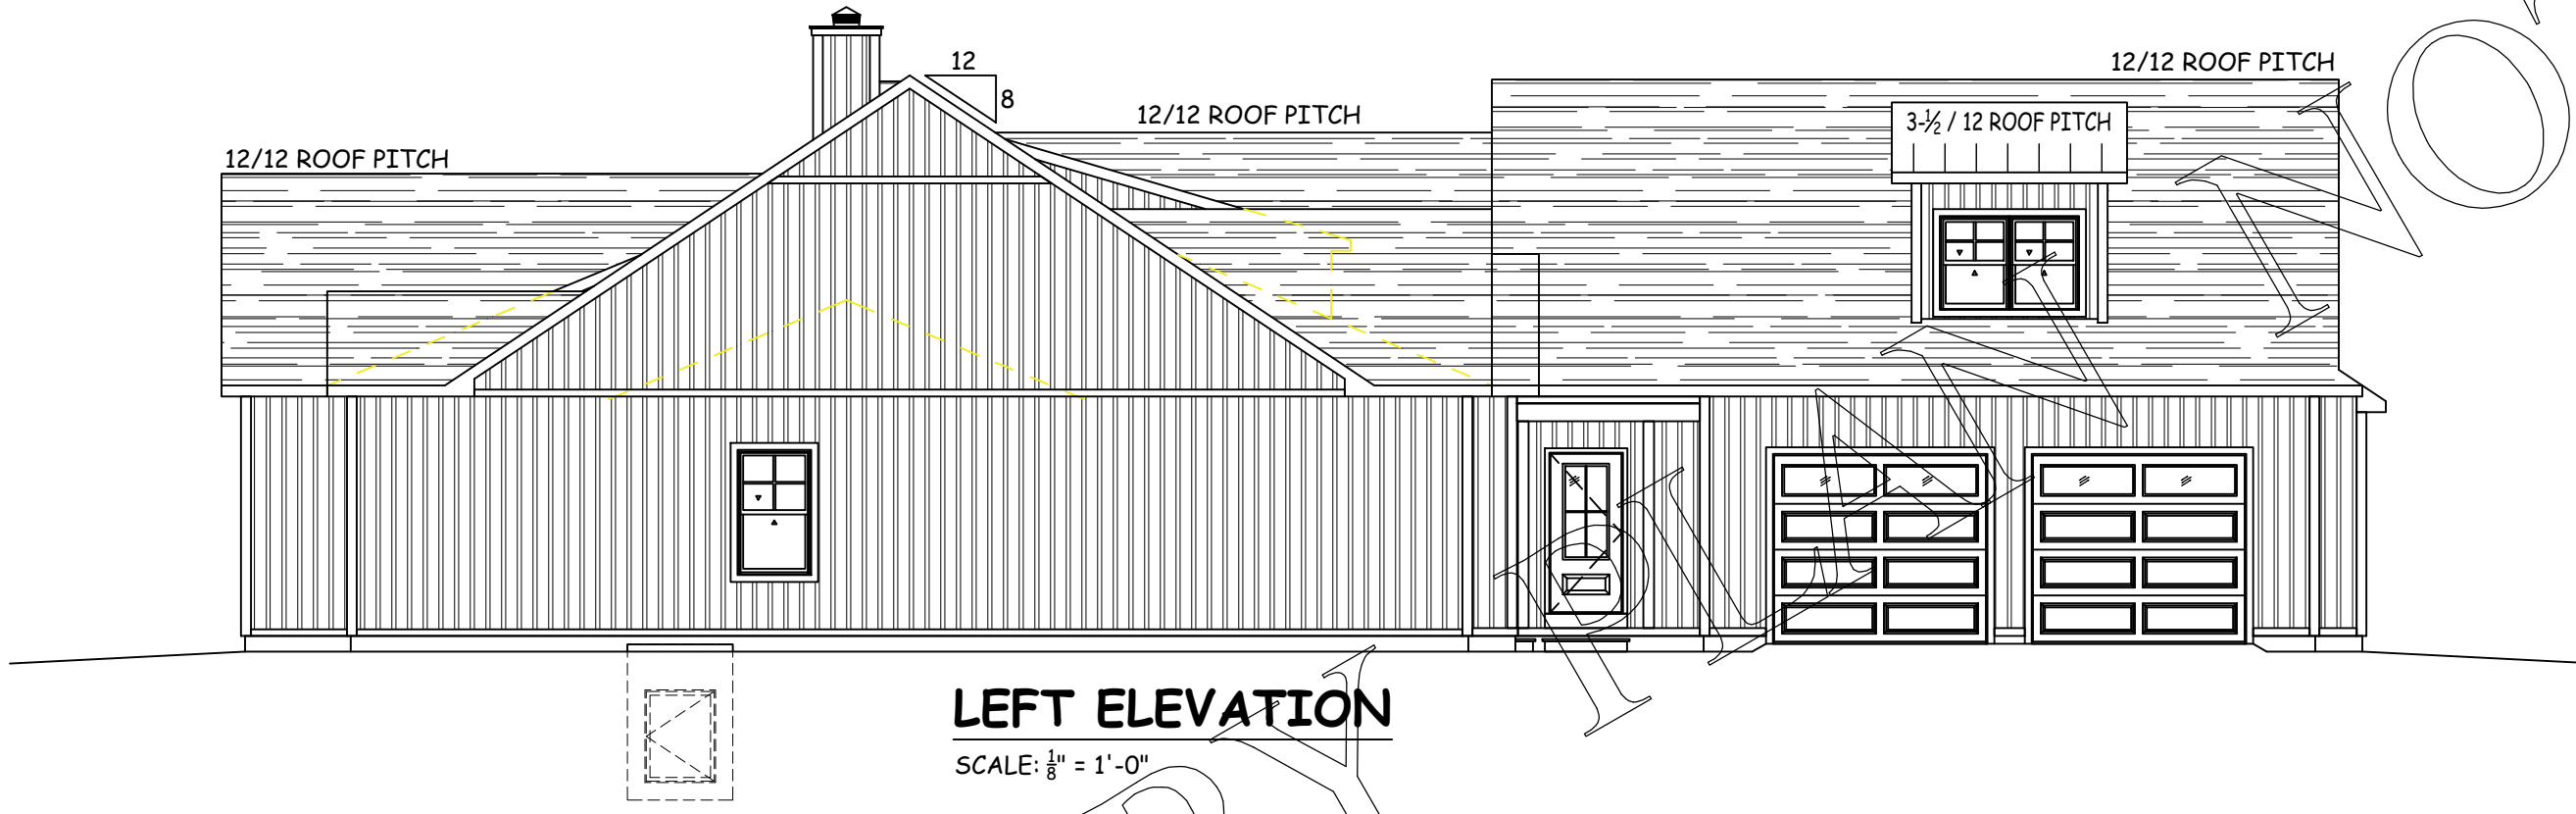 12
8
12/12 ROOF PITCH
12/12 ROOF PITCH
12/12 ROOF PITCH
3-½ / 12 ROOF PITCH
LEFT ELEVATION
SCALE: ⅛" = 1'-0"